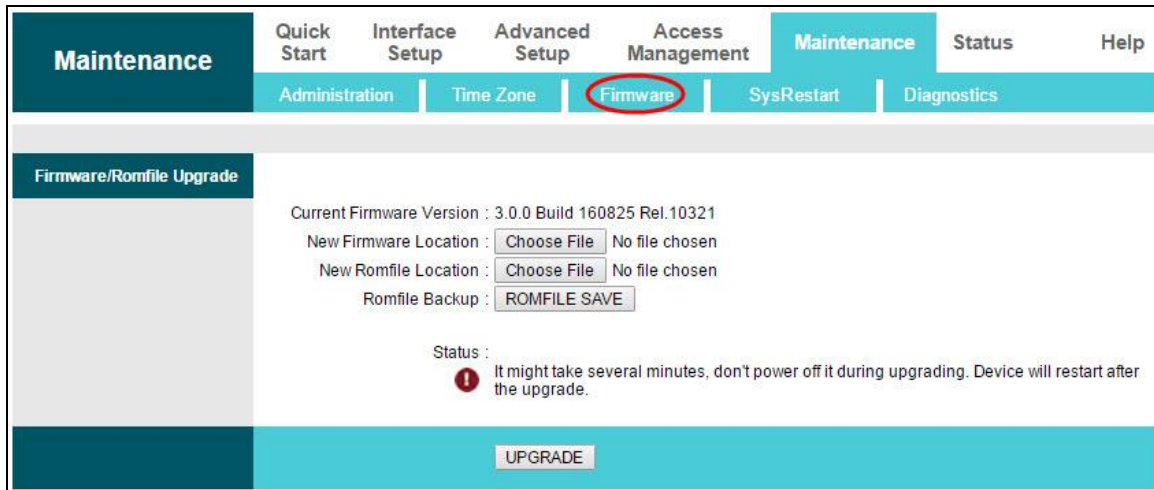 Maintenance
Quick Start
Interface Setup
Advanced Setup
Access Management
Maintenance
Status
Help
Administration
Time Zone
Firmware
SysRestart
Diagnostics
Firmware/Romfile Upgrade
Current Firmware Version : 3.0.0 Build 160825 Rel.10321
New Firmware Location : Choose File No file chosen
New Romfile Location : Choose File No file chosen
Romfile Backup : ROMFILE SAVE
Status :
It might take several minutes, don't power off it during upgrading. Device will restart after
the upgrade.
UPGRADE